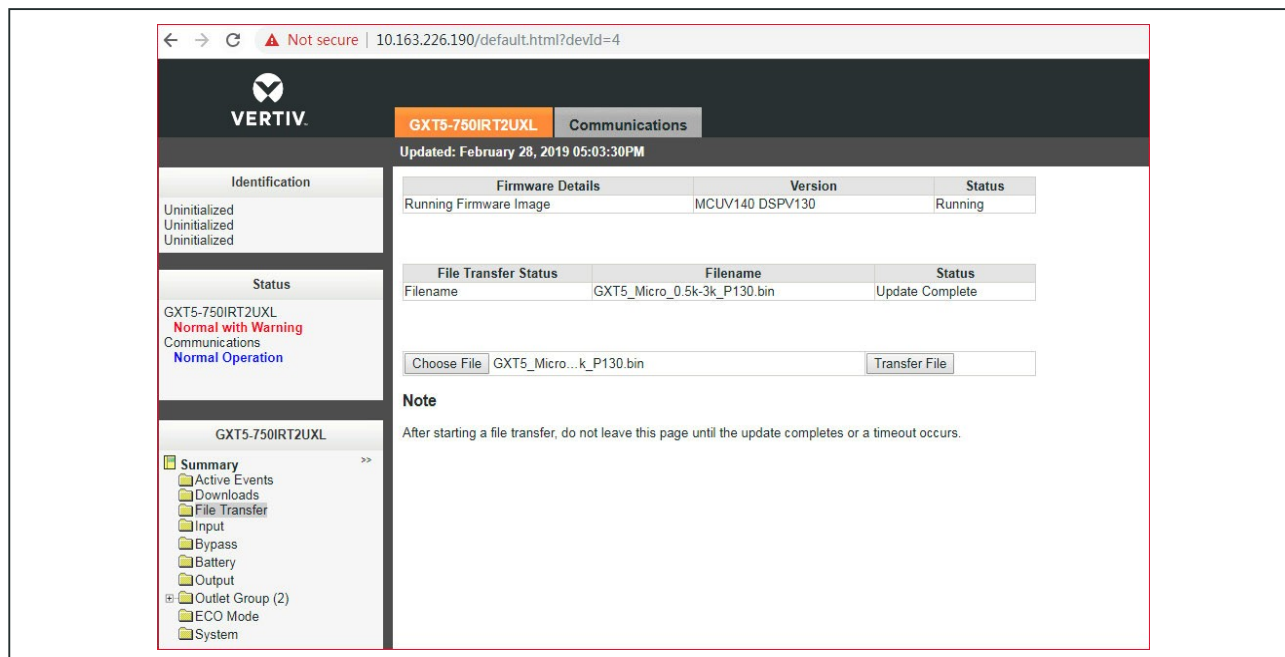 Not secure | 10.163.226.190/default.html?devId=4
VERTIV™
GXT5-750IRT2UXL Communications
Updated: February 28, 2019 05:03:30PM
Identification
Uninitialized
Uninitialized
Uninitialized
Status
GXT5-750IRT2UXL
Normal with Warning
Communications
Normal Operation
GXT5-750IRT2UXL
Summary >>
Active Events
Downloads
File Transfer
Input
Bypass
Battery
Output
Outlet Group (2)
ECO Mode
System
Firmware Details Version Status
Running Firmware Image MCUV140 DSPV130 Running
File Transfer Status Filename Status
Filename GXT5_Micro_0.5k-3k_P130.bin Update Complete
Choose File GXT5_Micro...k_P130.bin Transfer File
Note
After starting a file transfer, do not leave this page until the update completes or a timeout occurs.